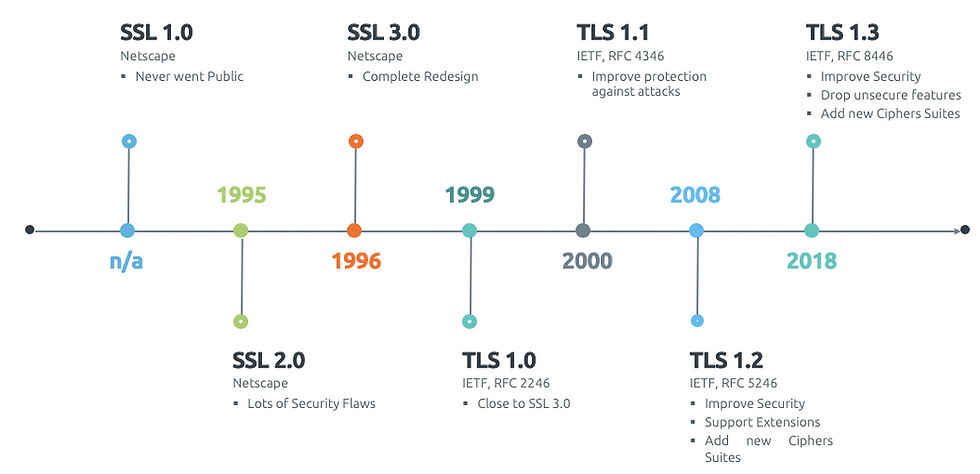 SSL 1.0
Netscape
▪ Never went Public
SSL 3.0
Netscape
▪ Complete Redesign
TLS 1.1
IETF, RFC 4346
▪ Improve protection
against attacks
TLS 1.3
IETF, RFC 8446
▪ Improve Security
▪ Drop unsecure features
▪ Add new Ciphers Suites
1995
1999
2008
n/a
1996
2000
2018
SSL 2.0
Netscape
▪ Lots of Security Flaws
TLS 1.0
IETF, RFC 2246
▪ Close to SSL 3.0
TLS 1.2
IETF, RFC 5246
▪ Improve Security
▪ Support Extensions
▪ Add new Ciphers
Suites